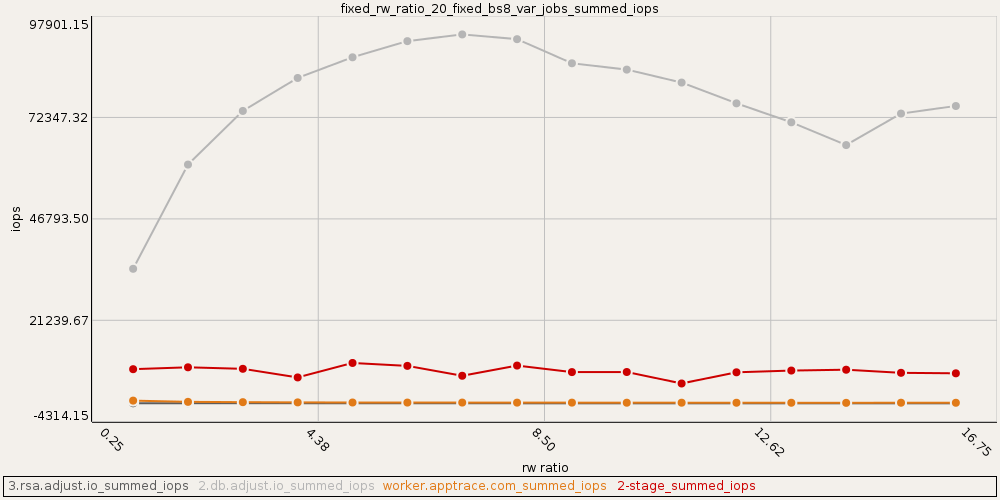 fixed_rw_ratio_20_fixed_bs8_var_jobs_summed_iops
97901.15
72347.32
46793.50
21239.67
-4314.15
iops
0.25
4.38
8.50
12.62
16.75
rw ratio
3.rsa.adjust.io_summed_iops 2.db.adjust.io_summed_iops worker.apptrace.com_summed_iops 2-stage_summed_iops